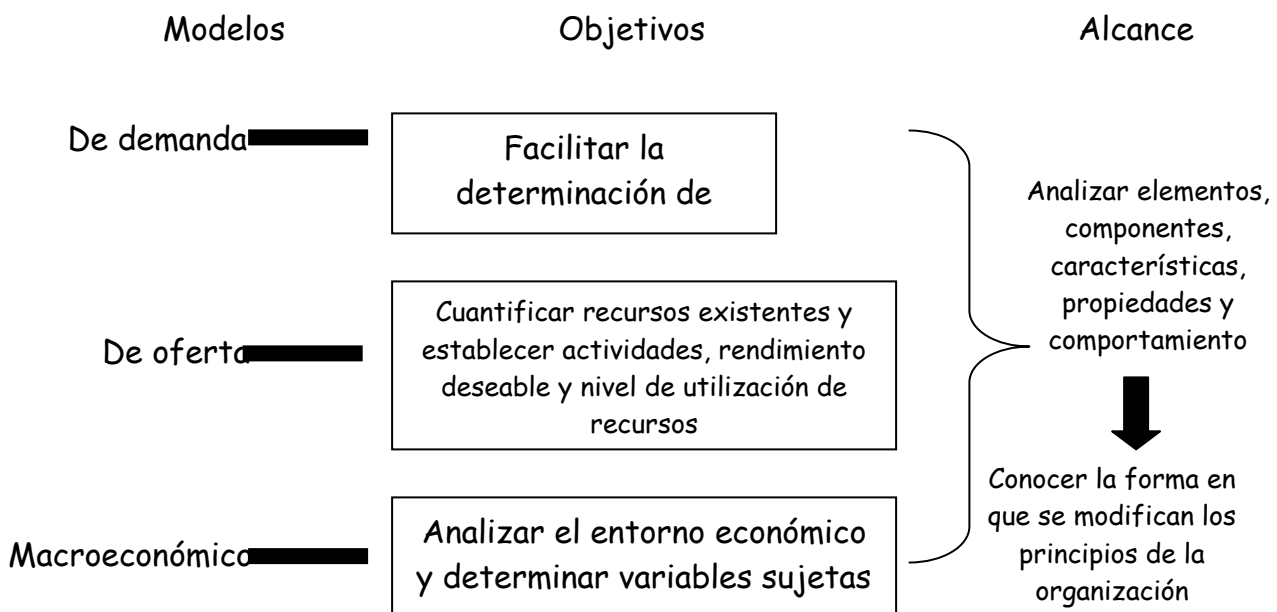 Modelos
Objetivos
Alcance
De demanda
Facilitar la
determinación de
De oferta
Cuantificar recursos existentes y
establecer actividades, rendimiento
deseable y nivel de utilización de
recursos
Macroeconómico
Analizar el entorno económico
y determinar variables sujetas
Analizar elementos,
componentes,
característícas,
propiedades y
comportamiento
Conocer la forma en
que se modifican los
principios de la
organización